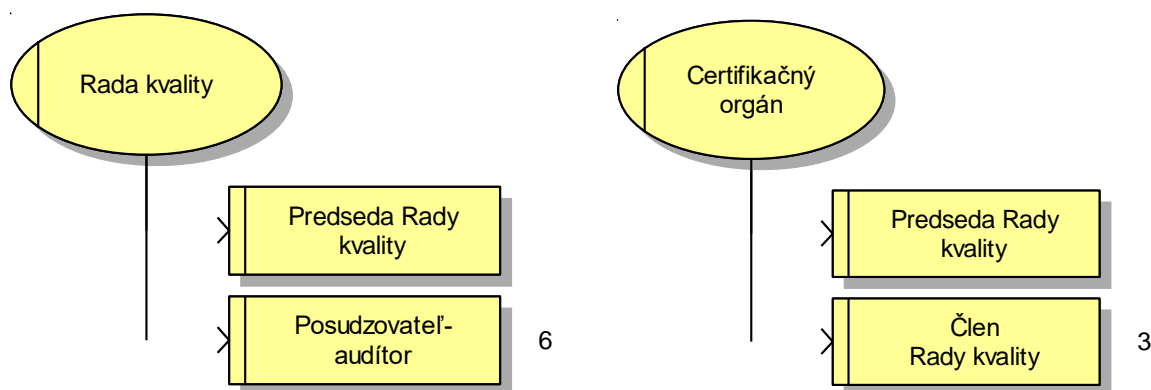 Rada kvality
Predseda Rady
kvality
Posudzovateľ-
audítor
6
Certifikačný
orgán
Predseda Rady
kvality
Člen
Rady kvality
3